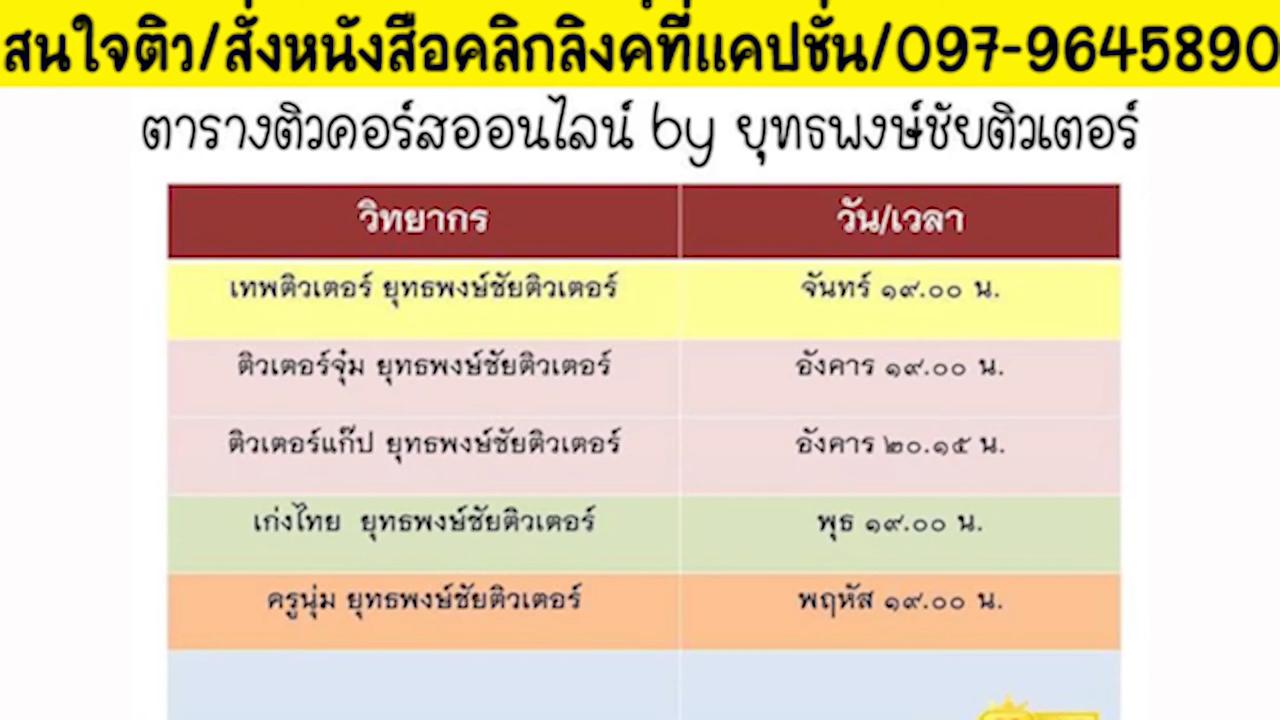 สนใจติว/สั่งหนังสือคลิกลิงค์ที่แคปชั่น/097-9645890
ตารางติวคอร์สออนไลน์ by ยุทธพงษ์ชัยติวเตอร์
วิทยากร วัน/เวลา
เทพติวเตอร์ ยุทธพงษ์ชัยติวเตอร์ จันทร์ ๑๙.๐๐ น.
ติวเตอร์จุ๋ม ยุทธพงษ์ชัยติวเตอร์ อังคาร ๑๙.๐๐ น.
ติวเตอร์แก๊ป ยุทธพงษ์ชัยติวเตอร์ อังคาร ๒๐.๑๕ น.
เก่งไทย ยุทธพงษ์ชัยติวเตอร์ พุธ ๑๙.๐๐ น.
ครูนุ่ม ยุทธพงษ์ชัยติวเตอร์ พฤหัส ๑๙.๐๐ น.